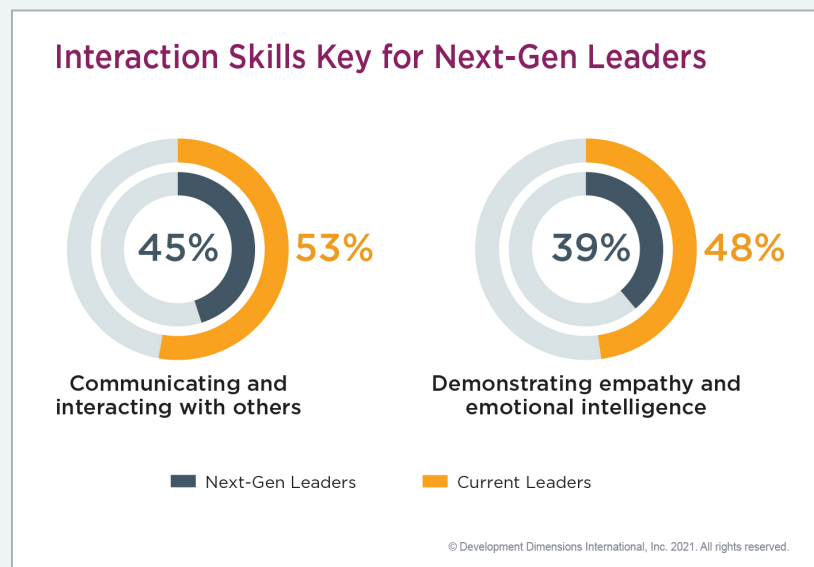 Interaction Skills Key for Next-Gen Leaders
45%
53%
39%
48%
Communicating and
interacting with others
Demonstrating empathy and
emotional intelligence
Next-Gen Leaders
Current Leaders
© Development Dimensions International, Inc. 2021. All rights reserved.